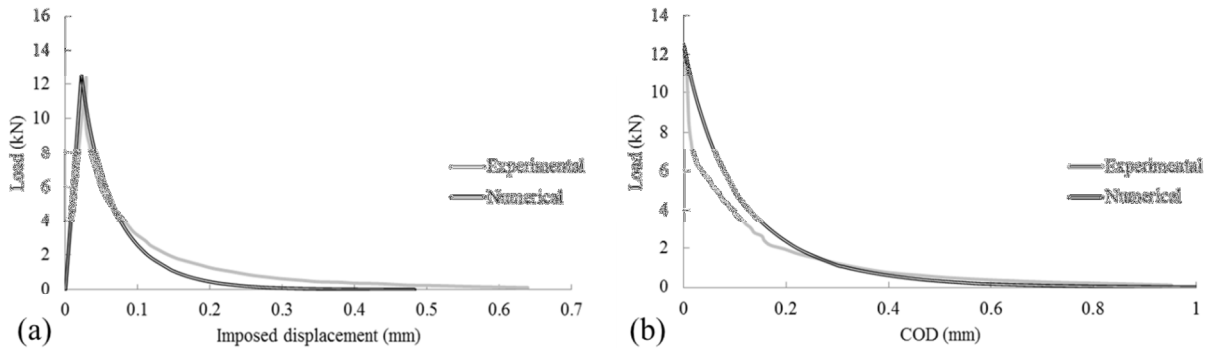 16
14
12
10
8
6
4
2
0
Load (kN)
0 0.1 0.2 0.3 0.4 0.5 0.6 0.7
Imposed displacement (mm)
Experimental
Numerical
(a)
14
12
10
8
6
4
2
0
Load (kN)
0 0.2 0.4 0.6 0.8 1
COD (mm)
Experimental
Numerical
(b)